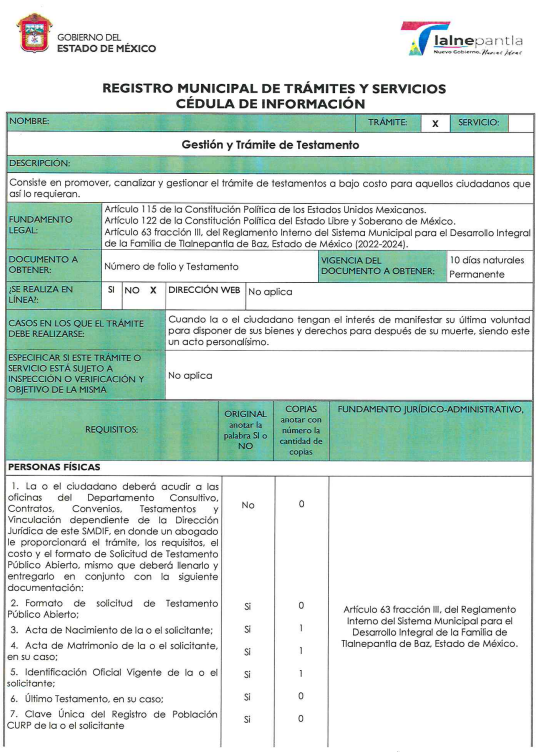 GOBIERNO DEL
ESTADO DE MÉXICO
Tlalnepantla
Nuevo Gobierno,
REGISTRO MUNICIPAL DE TRÁMITES Y SERVICIOS
CÉDULA DE INFORMACIÓN
NOMBRE: TRÁMITE: X SERVICIO:
Gestión y Trámite de Testamento
DESCRIPCIÓN:
Consiste en promover, canalizar y gestionar el trámite de testamentos a bajo costo para aquellos ciudadanos que
así lo requieran.
FUNDAMENTO
LEGAL:
Artículo 115 de la Constitución Política de los Estados Unidos Mexicanos.
Artículo 122 de la Constitución Política del Estado Libre y Soberano de México.
Artículo 63 fracción III, del Reglamento Interno del Sistema Municipal para el Desarrollo Integral
de la Familia de Tlalnepantla de Baz, Estado de México (2022-2024).
DOCUMENTO A
OBTENER:
Número de folio y Testamento
VIGENCIA DEL
DOCUMENTO A OBTENER:
10 días naturales
Permanente
¿SE REALIZA EN
LÍNEA?:
SI NO X DIRECCIÓN WEB No aplica
CASOS EN LOS QUE EL TRÁMITE
DEBE REALIZARSE:
Cuando la o el ciudadano tengan el interés de manifestar su última voluntad
para disponer de sus bienes y derechos para después de su muerte, siendo este
un acto personalísimo.
ESPECIFICAR SI ESTE TRÁMITE O
SERVICIO ESTÁ SUJETO A
INSPECCIÓN O VERIFICACIÓN Y
OBJETIVO DE LA MISMA:
No aplica
REQUISITOS:
ORIGINAL
anotar la
palabra SI o
NO
COPIAS
anotar con
número la
cantidad de
copias
FUNDAMENTO JURÍDICO-ADMINISTRATIVO.
PERSONAS FÍSICAS
1. La o el ciudadano deberá acudir a las
oficinas del Departamento Consultivo,
Contratos, Convenios, Testamentos y
Vinculación dependiente de la Dirección
Jurídica de este SMDIF, en donde un abogado
le proporcionará el trámite, los requisitos, el
costo y el formato de Solicitud de Testamento
Público Abierto, mismo que deberá llenarlo y
entregarlo en conjunto con la siguiente
documentación:
No 0
2. Formato de solicitud de Testamento
Público Abierto;
Si 0
3. Acta de Nacimiento de la o el solicitante;
Si 1
4. Acta de Matrimonio de la o el solicitante,
en su caso;
Si 1
5. Identificación Oficial Vigente de la o el
solicitante;
Si 1
6. Último Testamento, en su caso;
Si 0
7. Clave Única del Registro de Población
CURP de la o el solicitante
Si 0
Artículo 63 fracción III, del Reglamento
Interno del Sistema Municipal para el
Desarrollo Integral de la Familia de
Tlalnepantla de Baz, Estado de México.